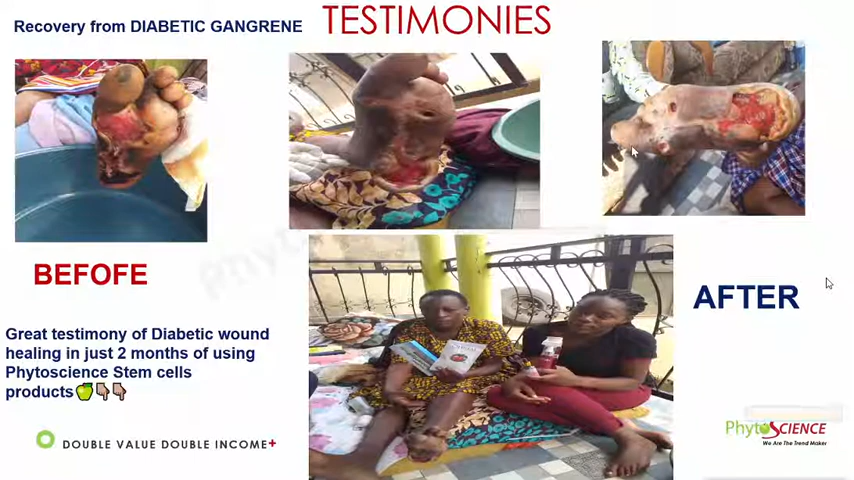 Recovery from DIABETIC GANGRENE
TESTIMONIES
BEFOFE
AFTER
Great testimony of Diabetic wound
healing in just 2 months of using
Phytoscience Stem cells
products
DOUBLE VALUE DOUBLE INCOME+
PhytoSCIENCE
We Are The Trend Maker